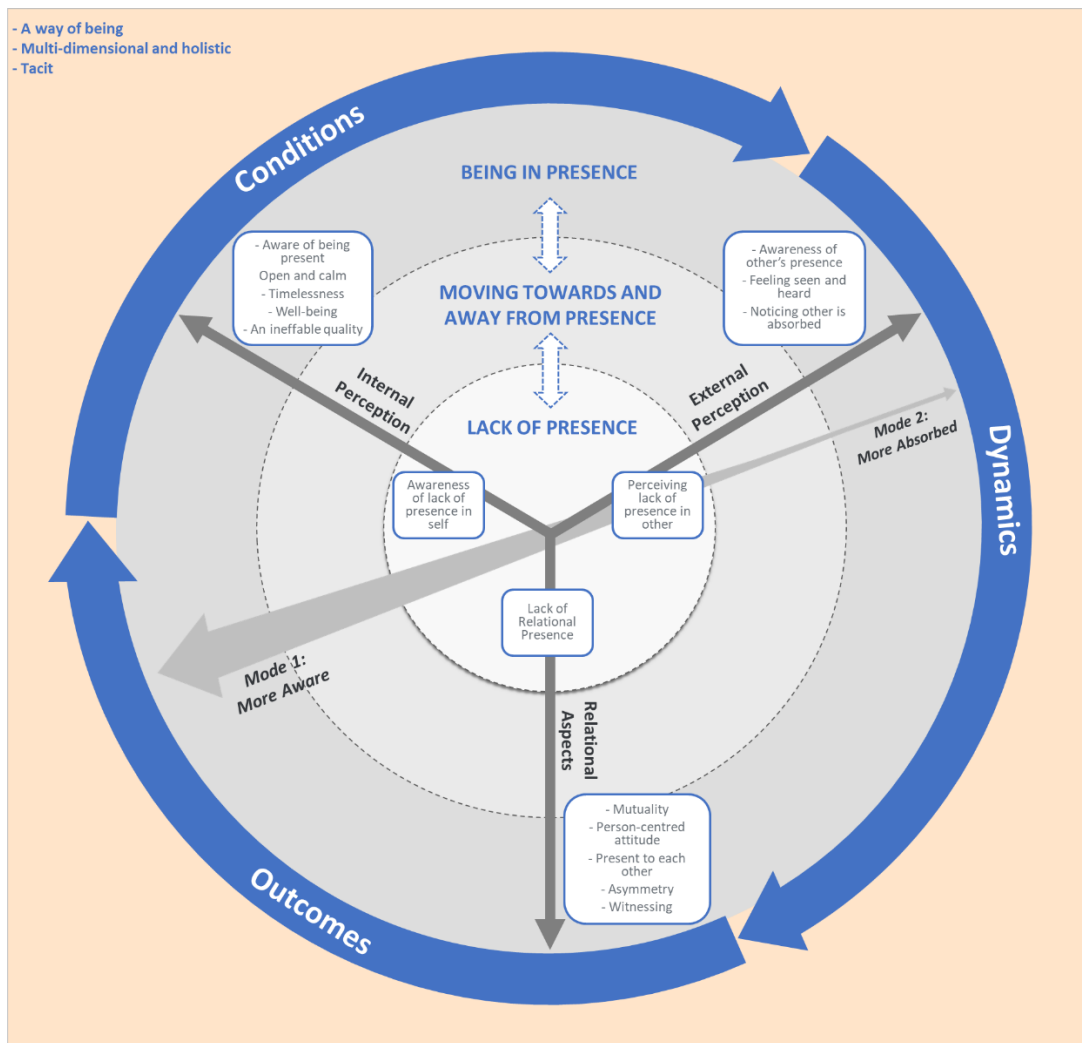 - A way of being
- Multi-dimensional and holistic
- Tacit
Conditions
BEING IN PRESENCE
- Aware of being
present
Open and calm
- Timelessness
- Well-being
- An ineffable quality
- Awareness of
other's presence
- Feeling seen and
heard
- Noticing other is
absorbed
MOVING TOWARDS AND
AWAY FROM PRESENCE
Internal
Perception
External
Perception
LACK OF PRESENCE
Mode 2:
More Absorbed
Dynamics
Awareness
of lack of
presence in
self
Perceiving
lack of
presence in
other
Lack of
Relational
Presence
Mode 1:
More Aware
Relational
Aspects
- Mutuality
- Person-centred
attitude
- Present to each
other
- Asymmetry
- Witnessing
Outcomes